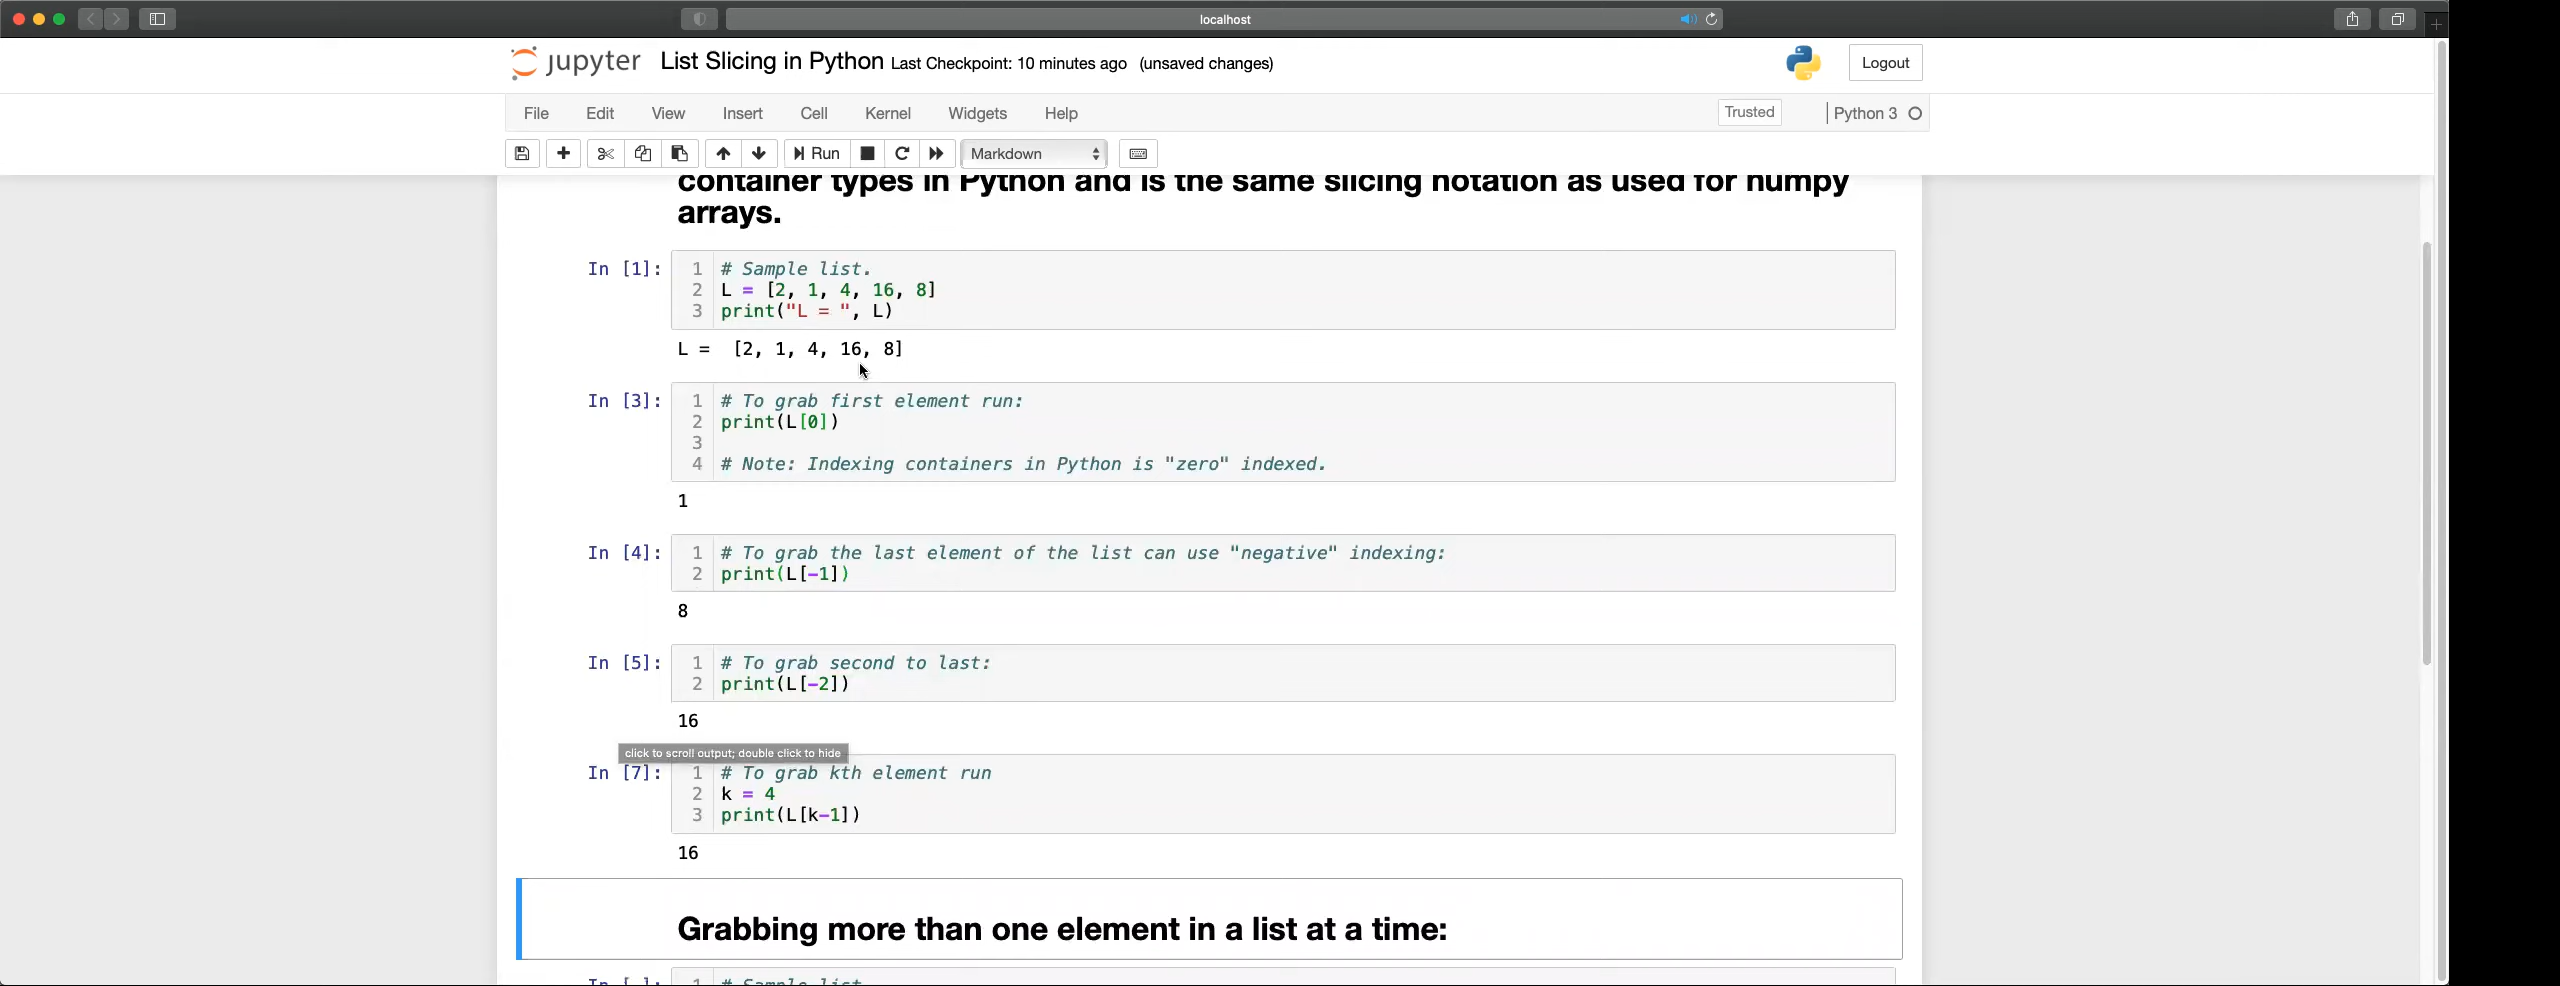 localhost
jupyter List Slicing in Python Last Checkpoint: 10 minutes ago (unsaved changes)
Logout
File Edit View Insert Cell Kernel Widgets Help
Trusted Python 3
Run Markdown
container types in Python and is the same slicing notation as used for numpy
arrays.
In [1]: 1 # Sample list.
2 L = [2, 1, 4, 16, 8]
3 print("L = ", L)
L =  [2, 1, 4, 16, 8]
In [3]: 1 # To grab first element run:
2 print(L[0])
3
4 # Note: Indexing containers in Python is "zero" indexed.
1
In [4]: 1 # To grab the last element of the list can use "negative" indexing:
2 print(L[-1])
8
In [5]: 1 # To grab second to last:
2 print(L[-2])
16
click to scroll output; double click to hide
In [7]: 1 # To grab kth element run
2 k = 4
3 print(L[k-1])
16
Grabbing more than one element in a list at a time:
In [ ]: 1 # Sample list